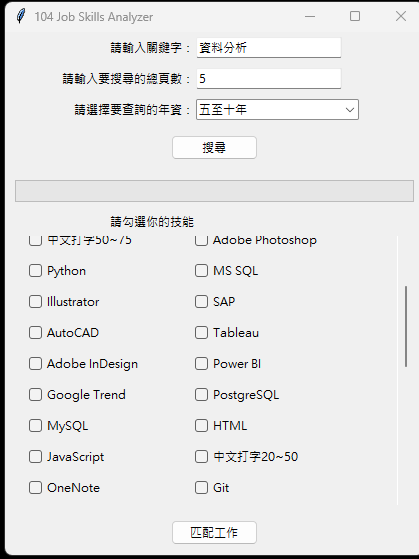 104 Job Skills Analyzer
請輸入關鍵字： 資料分析
請輸入要搜尋的總頁數： 5
請選擇要查詢的年資： 五至十年
搜尋
請勾選你的技能
中文打字50~75 Adobe Photoshop
Python MS SQL
Illustrator SAP
AutoCAD Tableau
Adobe InDesign Power BI
Google Trend PostgreSQL
MySQL HTML
JavaScript 中文打字20~50
OneNote Git
匹配工作